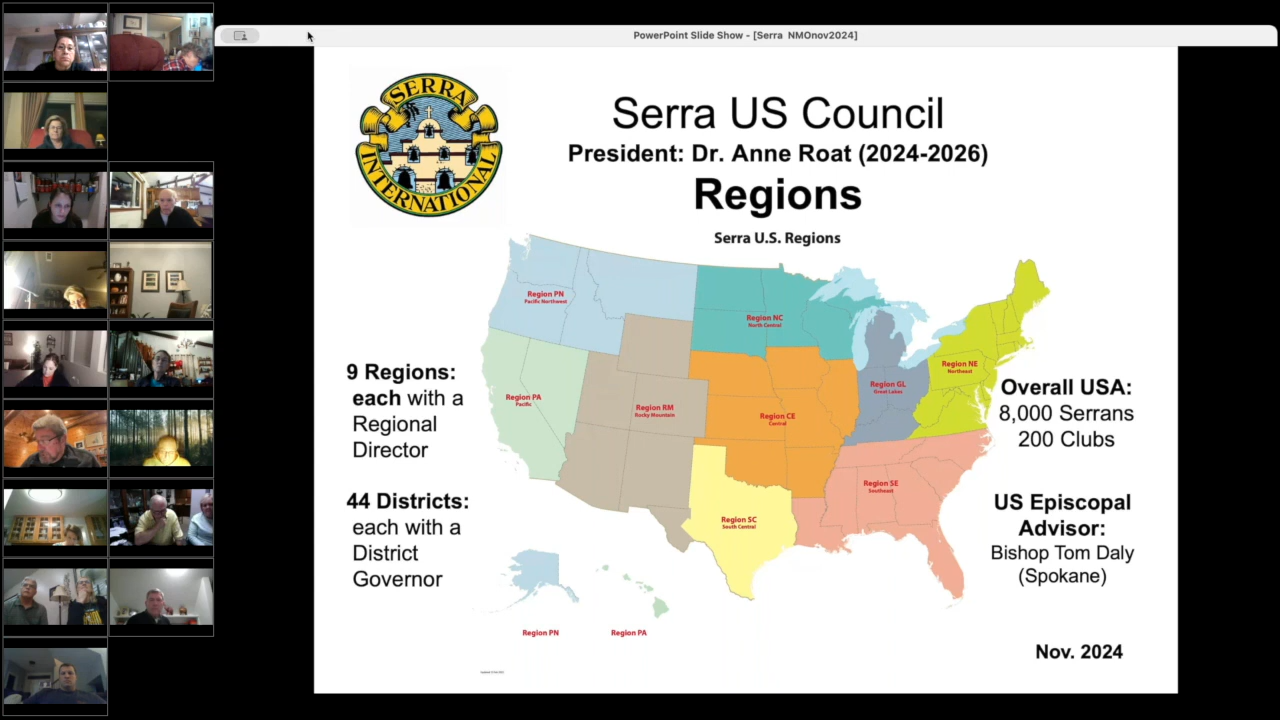 PowerPoint Slide Show - [Serra NMOnov2024]
SERRA
INTERNATIONAL
Serra US Council
President: Dr. Anne Roat (2024-2026)
Regions
Serra U.S. Regions
Region PN
Pacific Northwest
Region NC
North Central
Region NE
Northwest
Region GL
Great Lakes
Region PA
Pacific
Region RM
Rocky Mountain
Region CE
Central
Region SE
Southeast
Region SC
South Central
Region PN
Region PA
9 Regions:
each with a
Regional
Director
44 Districts:
each with a
District
Governor
Overall USA:
8,000 Serrans
200 Clubs
US Episcopal
Advisor:
Bishop Tom Daly
(Spokane)
Nov. 2024